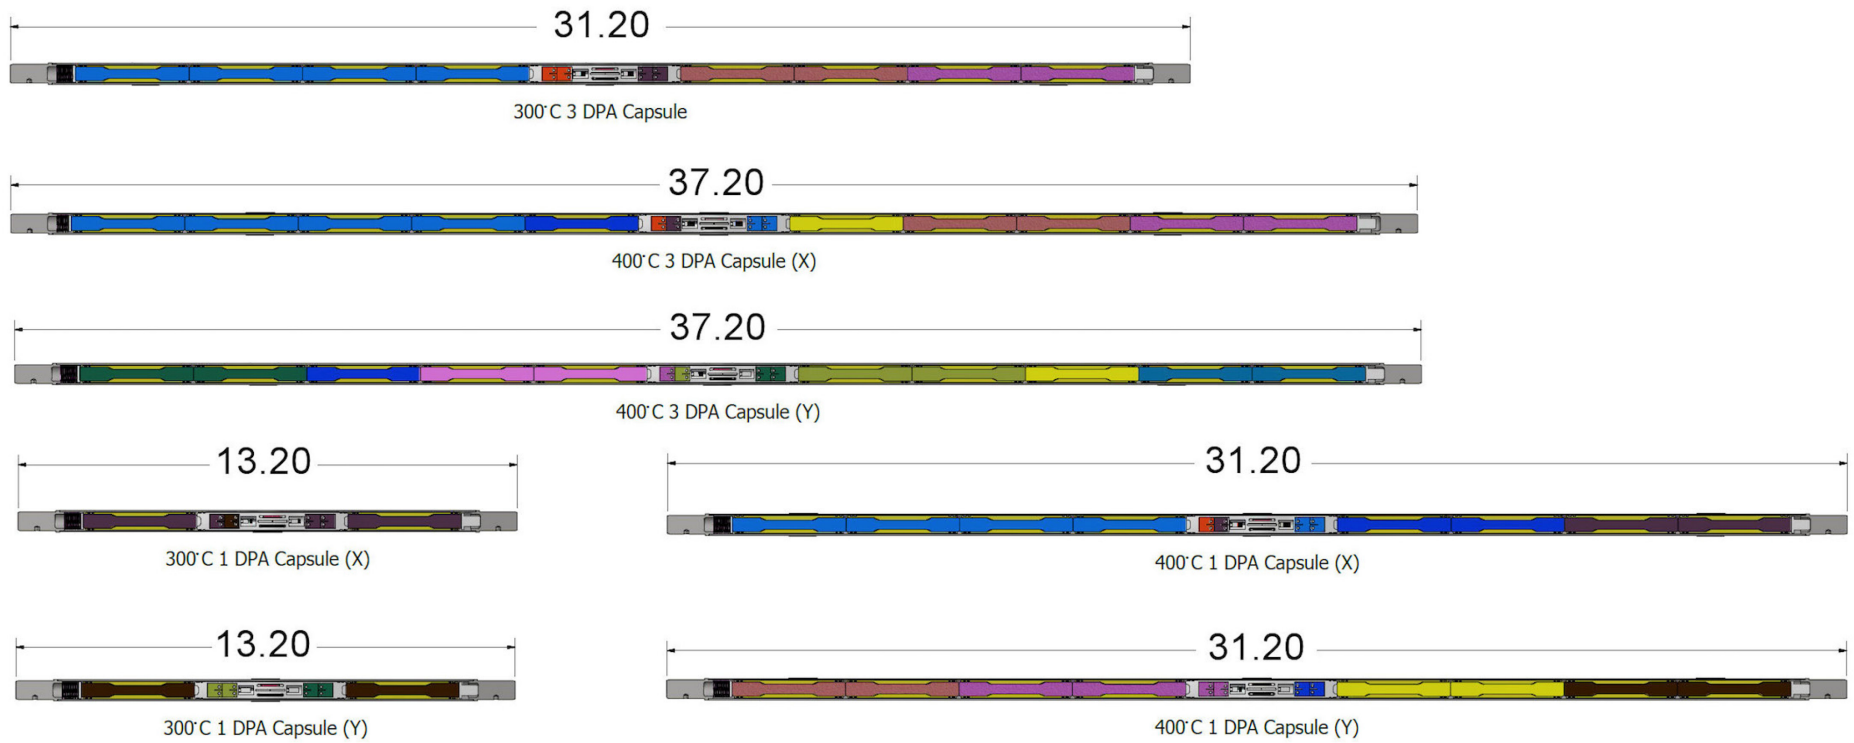 31.20
300°C 3 DPA Capsule
37.20
400°C 3 DPA Capsule (X)
37.20
400°C 3 DPA Capsule (Y)
13.20
31.20
300°C 1 DPA Capsule (X)
400°C 1 DPA Capsule (X)
13.20
31.20
300°C 1 DPA Capsule (Y)
400°C 1 DPA Capsule (Y)